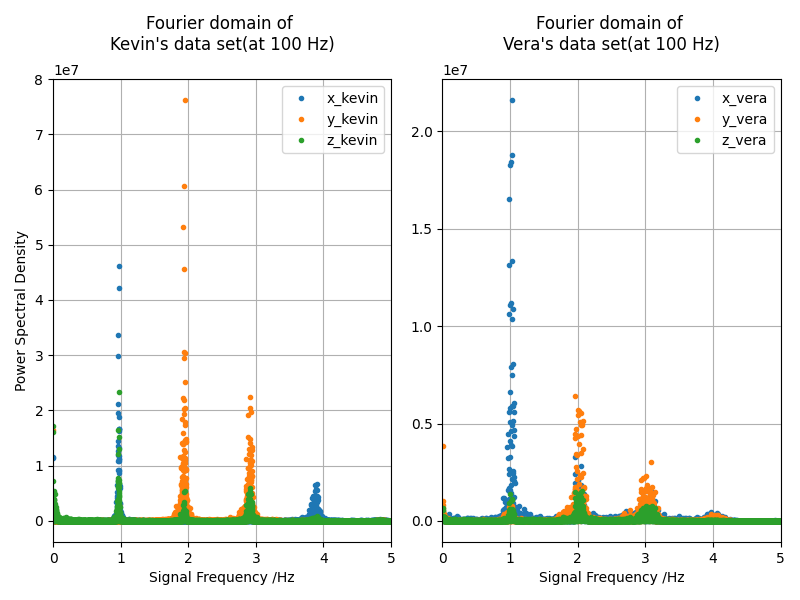 Fourier domain of
Kevin's data set(at 100 Hz)
1e7
8
7
6
5
4
3
2
1
0
0 1 2 3 4 5
Power Spectral Density
Signal Frequency /Hz
x_kevin
y_kevin
z_kevin
Fourier domain of
Vera's data set(at 100 Hz)
1e7
2.0
1.5
1.0
0.5
0.0
0 1 2 3 4 5
Signal Frequency /Hz
x_vera
y_vera
z_vera